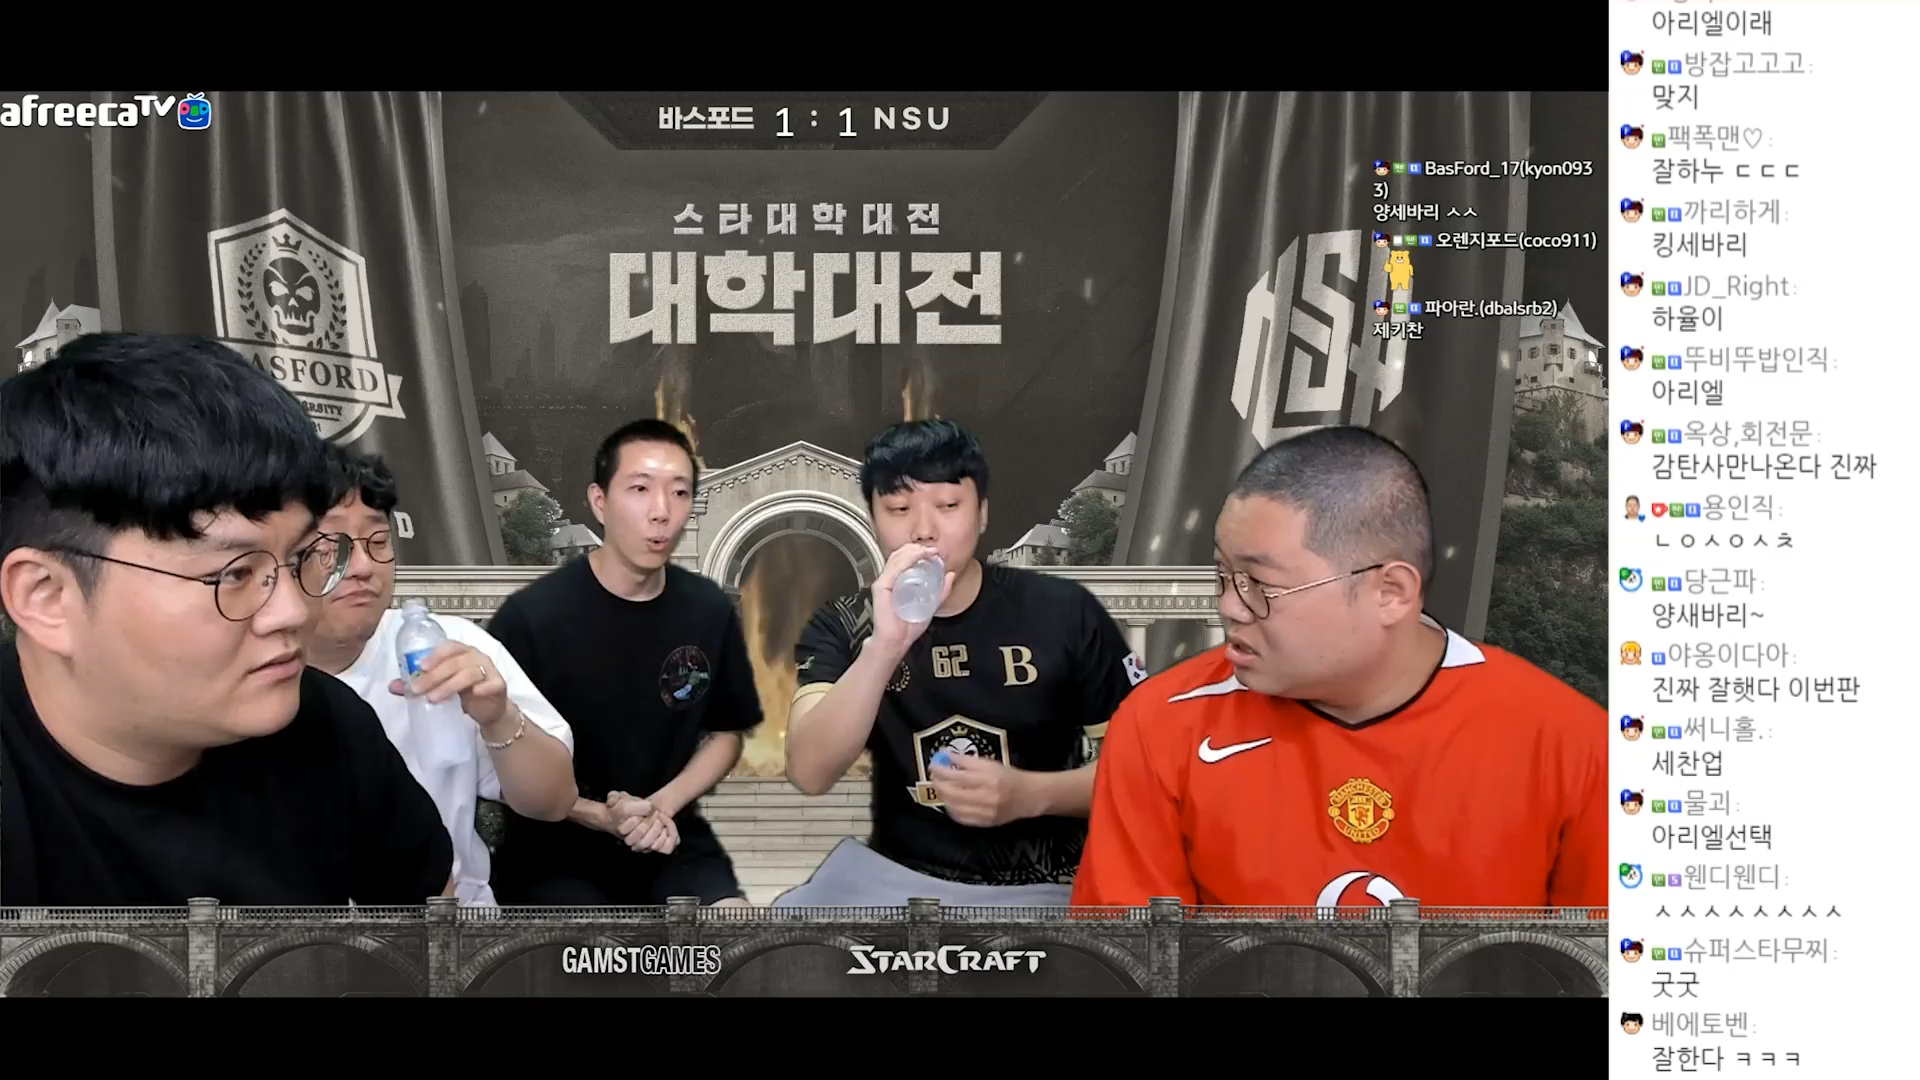 afreecaTV
바스포드 1 : 1 NSU
스타대학대전
대학대전
BASFORD
NSU
BasFord_17(kyon093
3)
양세바리 ㅅㅅ
오렌지포드(coco911)
파아란.(dbalsrb2)
제키찬
D
62 B
MANCHESTER
UNITED
GAMSTGAMES
STARCRAFT
아리엘이래
방잡고고고:
맞지
팩폭맨♡:
잘하누 ㄷㄷㄷ
까리하게:
킹세바리
JD_Right:
하율이
뚜비뚜밥인직:
아리엘
옥상,회전문:
감탄사만나온다 진짜
용인직:
ㄴㅇㅅㅇㅅㅊ
당근파:
양새바리~
야옹이다아:
진짜 잘햇다 이번판
써니홀.:
세찬업
물괴:
아리엘선택
웬디웬디:
ㅅㅅㅅㅅㅅㅅㅅㅅ
슈퍼스타무찌:
굿굿
베에토벤:
잘한다 ㅋㅋㅋ